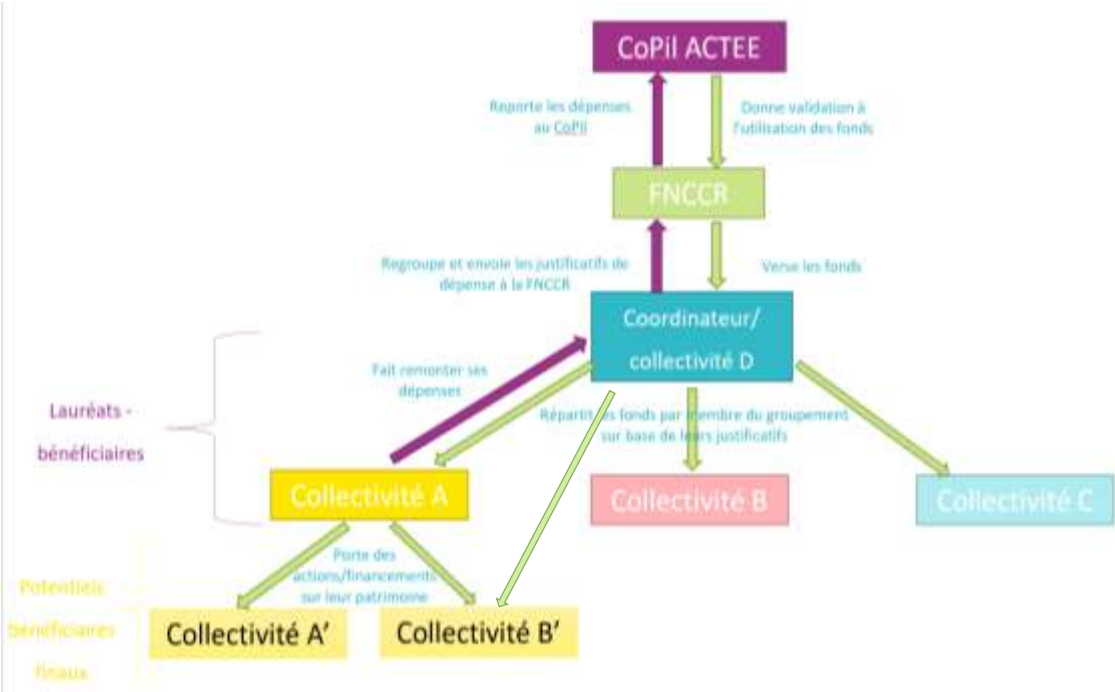 CoPil ACTEE
Reporte les dépenses
au CoPil
Donne validation à
l'utilisation des fonds
FNCCR
Regroupe et envoie les justificatifs de
dépense à la FNCCR
Verse les fonds
Coordinateur/
collectivité D
Fait remonter ses
dépenses
Lauréats -
bénéficiaires
Répartit les fonds par membre du groupement
sur base de leurs justificatifs
Collectivité A
Collectivité B
Collectivité C
Porte des
actions/financements
sur leur patrimoine
Potentiels
bénéficiaires
finaux
Collectivité A’
Collectivité B’